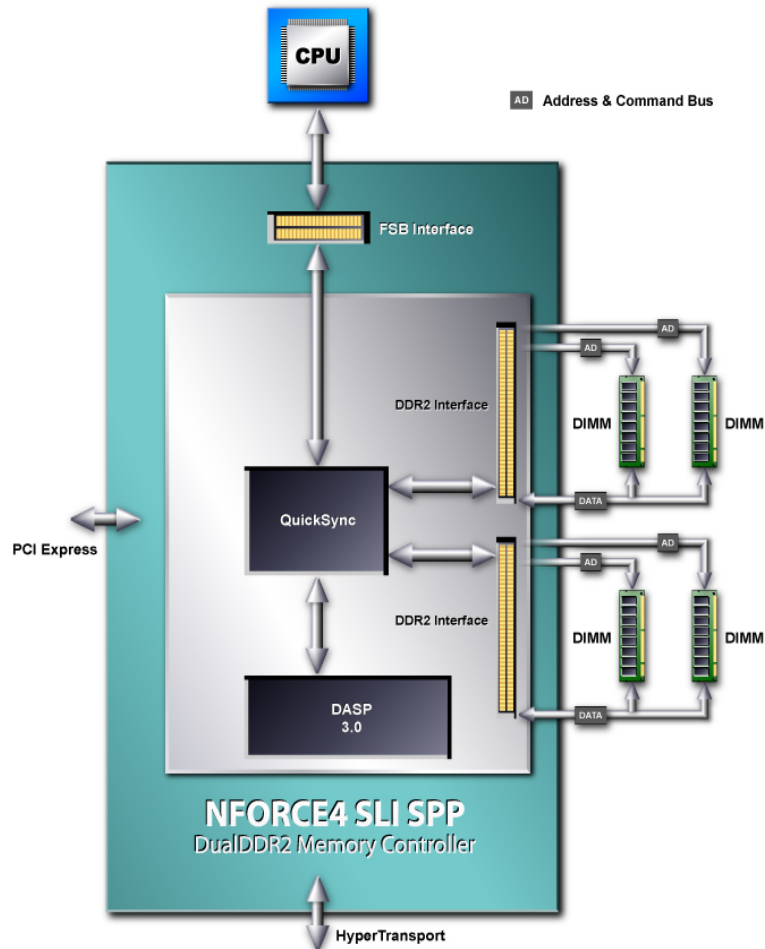 CPU
AD Address & Command Bus
FSB Interface
AD
AD
DDR2 Interface
DIMM
DIMM
DATA
QuickSync
PCI Express
AD
AD
DDR2 Interface
DIMM
DIMM
DATA
DASP
3.0
NFORCE4 SLI SPP
DualDDR2 Memory Controller
HyperTransport